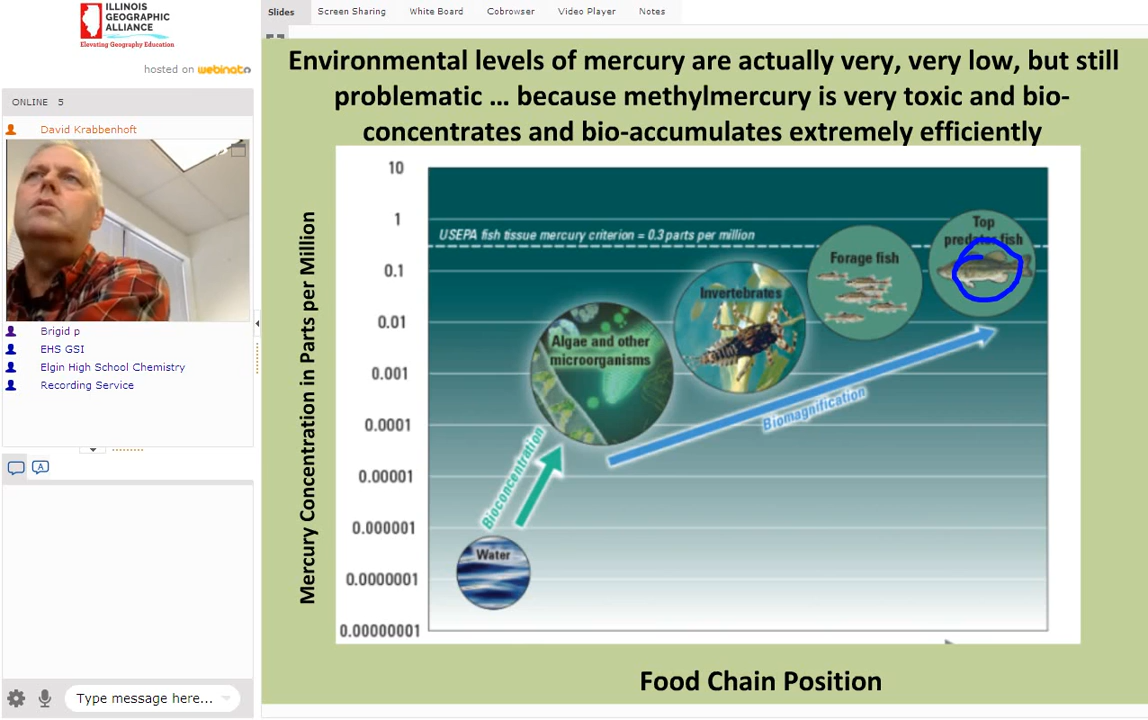 ILLINOIS
GEOGRAPHIC
ALLIANCE
Elevating Geography Education
hosted on webinato
ONLINE 5
David Krabbenhoft
Brigid p
EHS GSI
Elgin High School Chemistry
Recording Service
A
Type message here...
Slides
Screen Sharing
White Board
Cobrowser
Video Player
Notes
Environmental levels of mercury are actually very, very low, but still
problematic … because methylmercury is very toxic and bio-
concentrates and bio-accumulates extremely efficiently
Mercury Concentration in Parts per Million
10
1
0.1
0.01
0.001
0.0001
0.00001
0.000001
0.0000001
0.00000001
USEPA fish tissue mercury criterion = 0.3 parts per million
Top
predator fish
Forage fish
Invertebrates
Algae and other
microorganisms
Biomagnification
Bioconcentration
Water
Food Chain Position